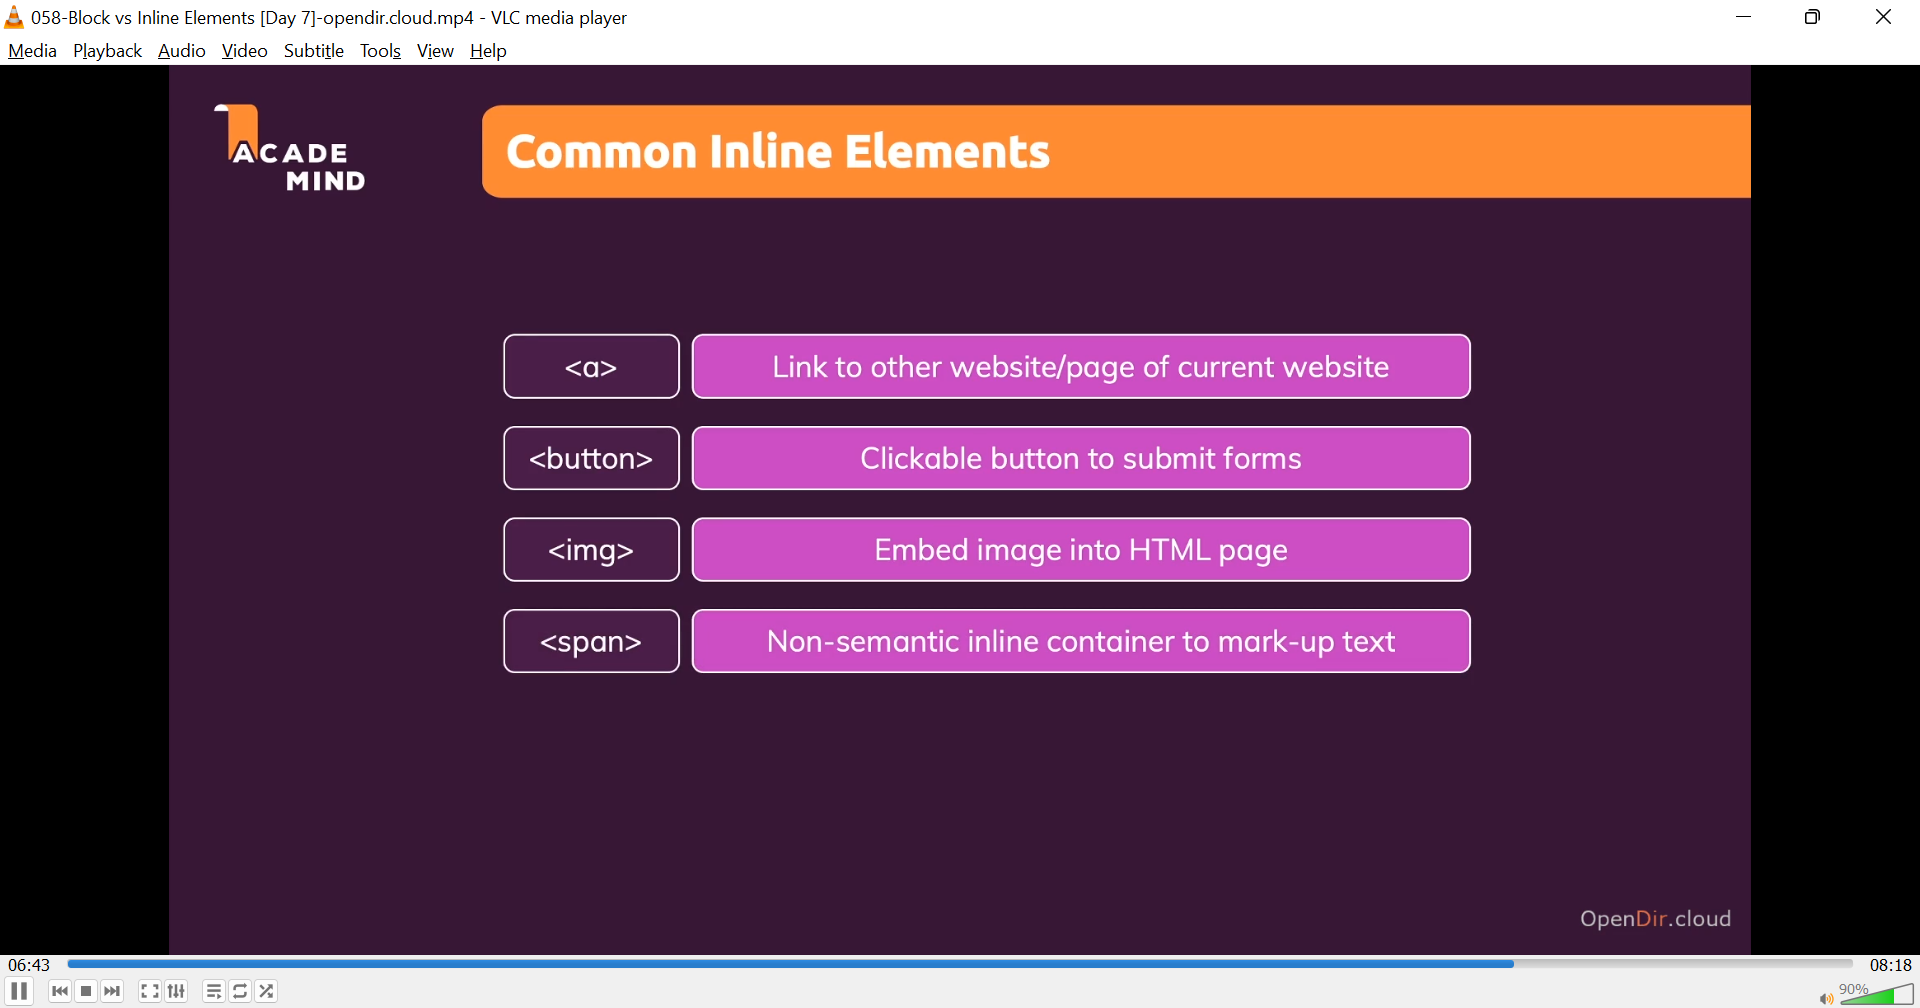 058-Block vs Inline Elements [Day 7]-opendir.cloud.mp4 - VLC media player
Media Playback Audio Video Subtitle Tools View Help
ACADE
MIND
Common Inline Elements
<a> Link to other website/page of current website
<button> Clickable button to submit forms
<img> Embed image into HTML page
<span> Non-semantic inline container to mark-up text
OpenDir.cloud
06:43 08:18
90%